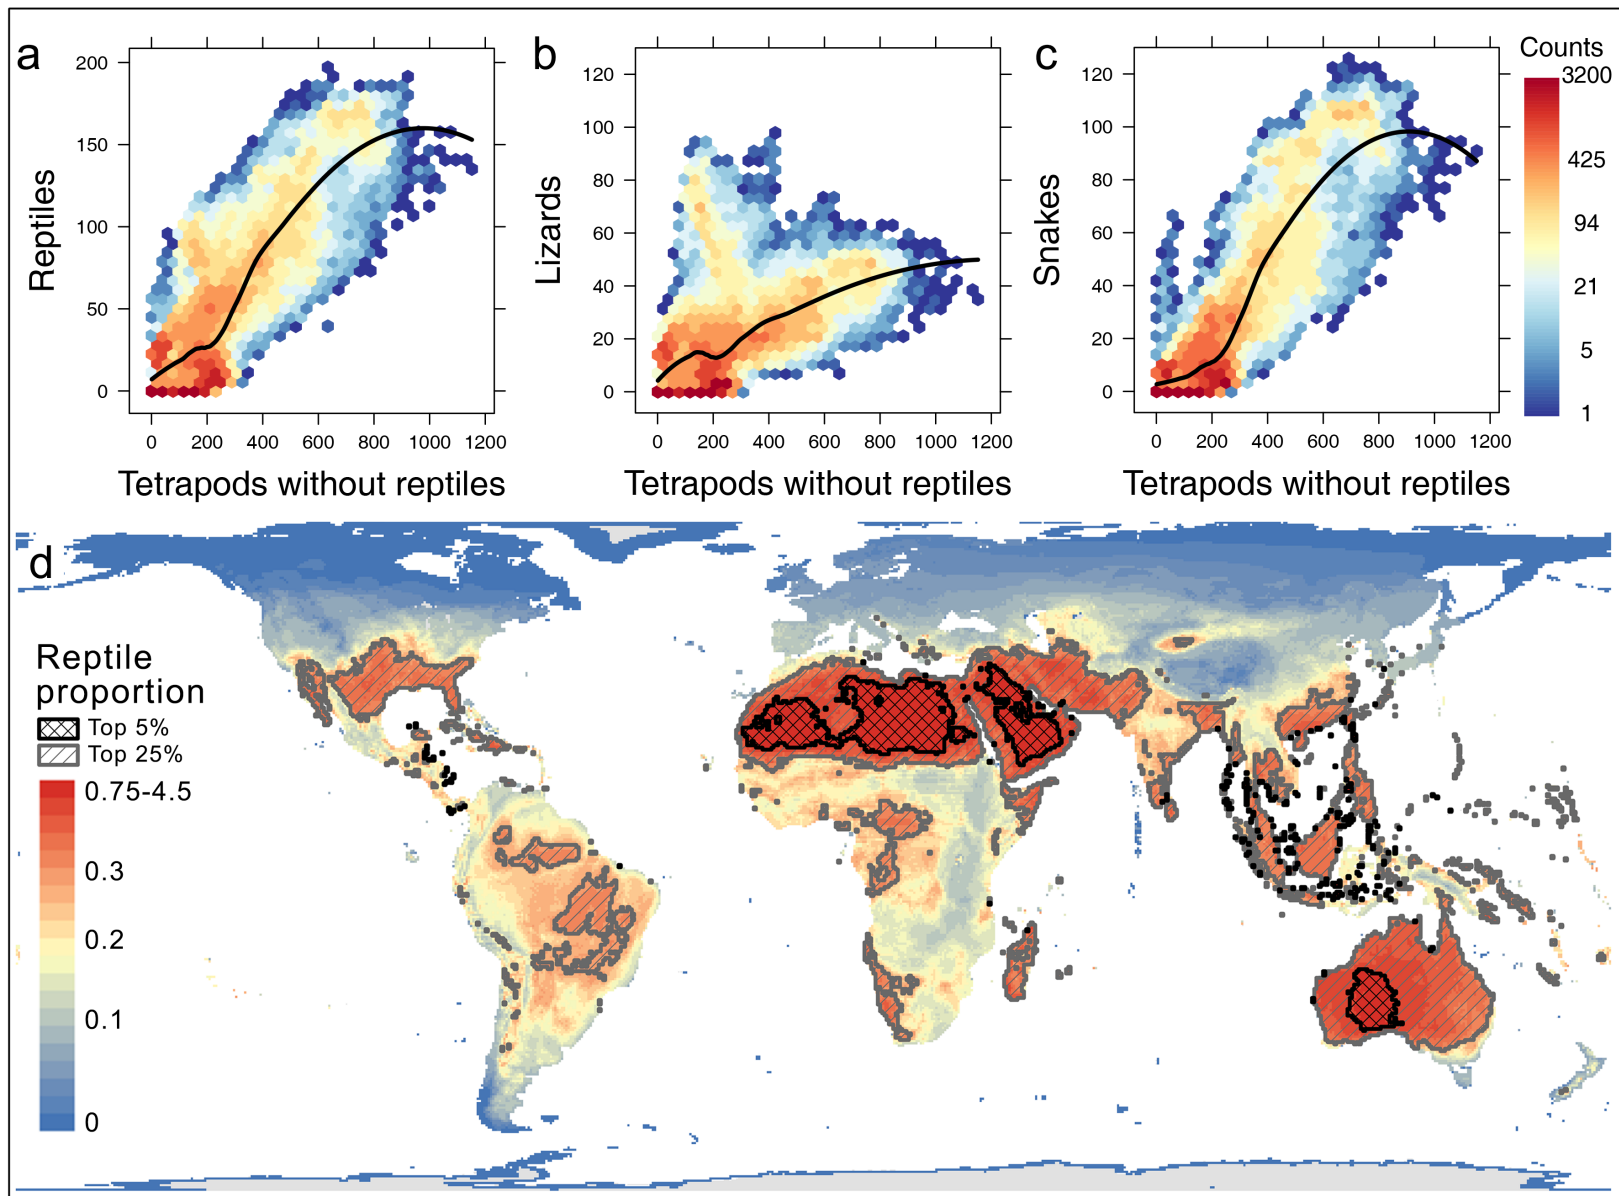 a
b
c
Counts
200
150
100
50
0
Reptiles
0 200 400 600 800 1000 1200
Tetrapods without reptiles
120
100
80
60
40
20
0
Lizards
0 200 400 600 800 1000 1200
Tetrapods without reptiles
120
100
80
60
40
20
0
Snakes
0 200 400 600 800 1000 1200
Tetrapods without reptiles
3200
425
94
21
5
1
d
Reptile
proportion
Top 5%
Top 25%
0.75-4.5
0.3
0.2
0.1
0